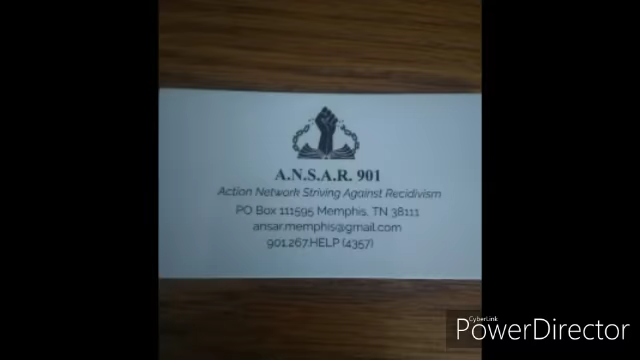 A.N.S.A.R. 901
Action Network Striving Against Recidivism
PO Box 111595 Memphis, TN 38111
ansar.memphis@gmail.com
901.267.HELP (4357)
CyberLink
PowerDirector